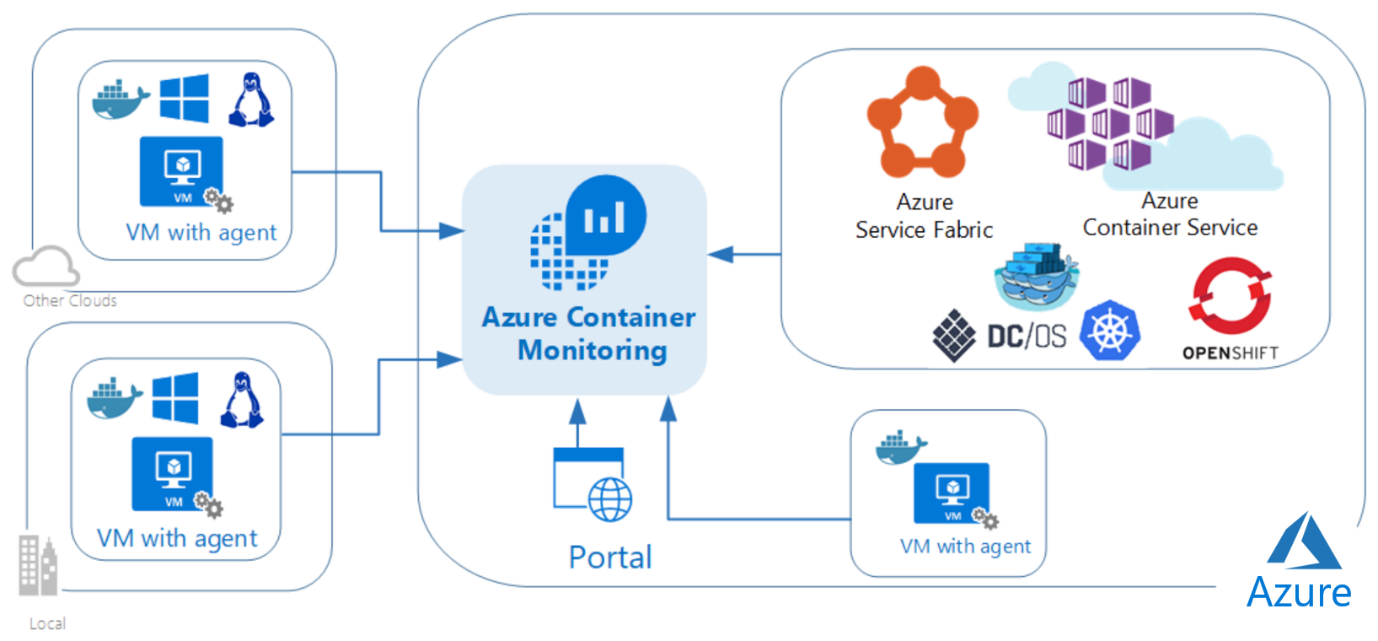 VM
VM with agent
Other Clouds
VM
VM with agent
Local
Azure Container
Monitoring
Portal
Azure
Service Fabric
Azure
Container Service
DC/OS
OPENSHIFT
VM
VM with agent
Azure